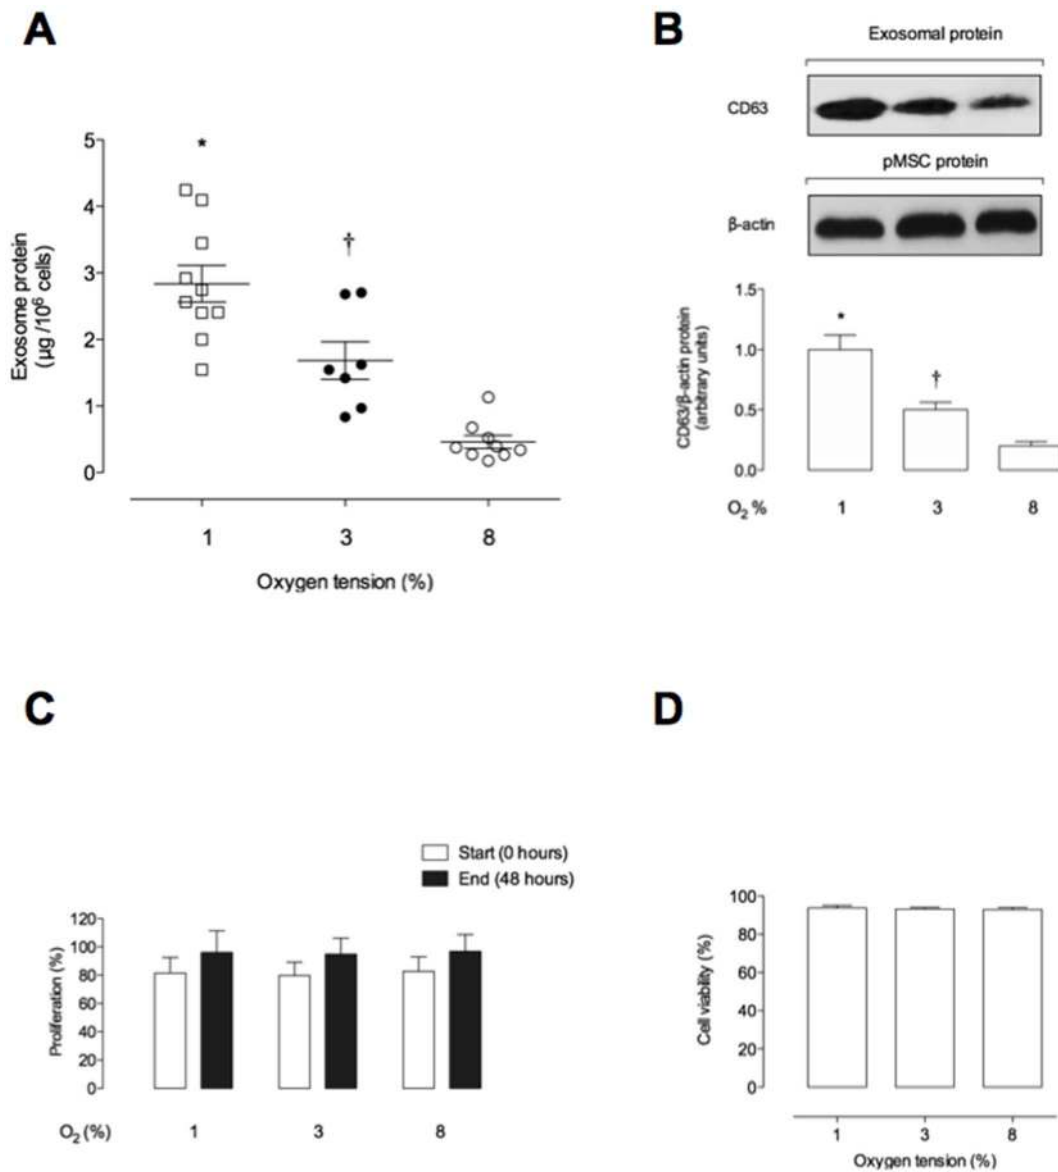 A
5
4
3
2
1
0
*
†
Exosome protein
(µg /10⁶ cells)
1 3 8
Oxygen tension (%)
B
Exosomal protein
CD63
pMSC protein
β-actin
1.5
1.0
0.5
0.0
*
†
CD63/β-actin protein
(arbitrary units)
O₂ % 1 3 8
C
Start (0 hours)
End (48 hours)
120
100
80
60
40
20
0
Proliferation (%)
O₂ (%) 1 3 8
D
100
80
60
40
20
0
Cell viability (%)
1 3 8
Oxygen tension (%)